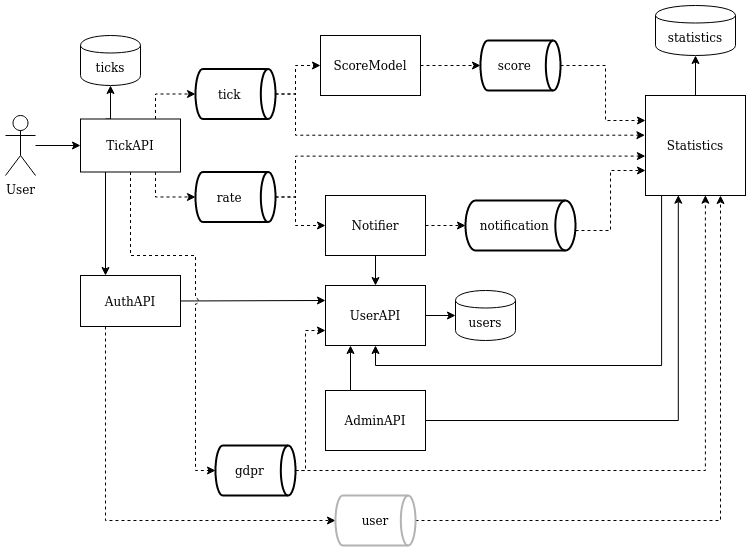 statistics
ticks
ScoreModel
score
tick
TickAPI
Statistics
User
rate
Notifier
notification
AuthAPI
UserAPI
users
AdminAPI
gdpr
user